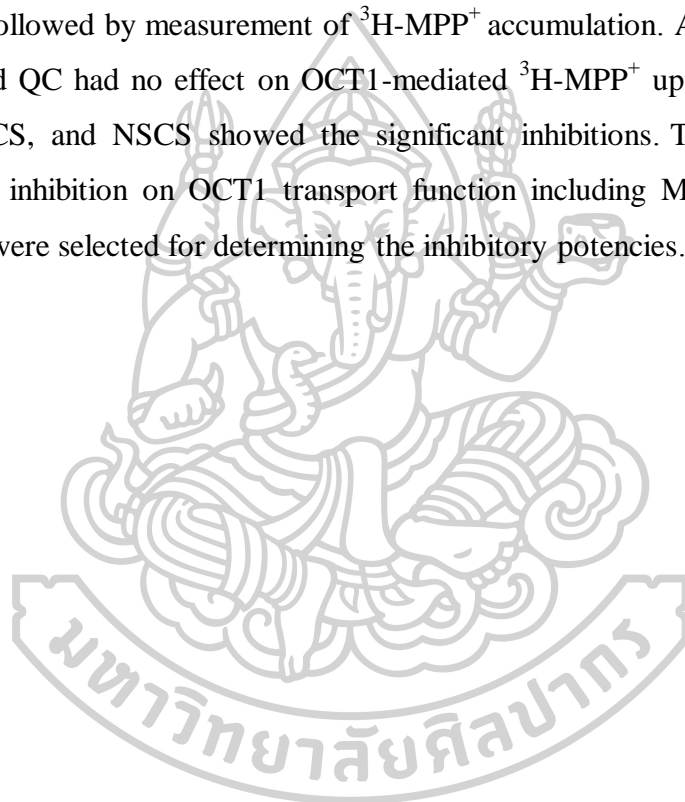 ollowed by measurement of ³H-MPP⁺ accumulation. A
d QC had no effect on OCT1-mediated ³H-MPP⁺ up
CS, and NSCS showed the significant inhibitions. T
inhibition on OCT1 transport function including M
were selected for determining the inhibitory potencies.
มหาวิทยาลัยศิลปากร